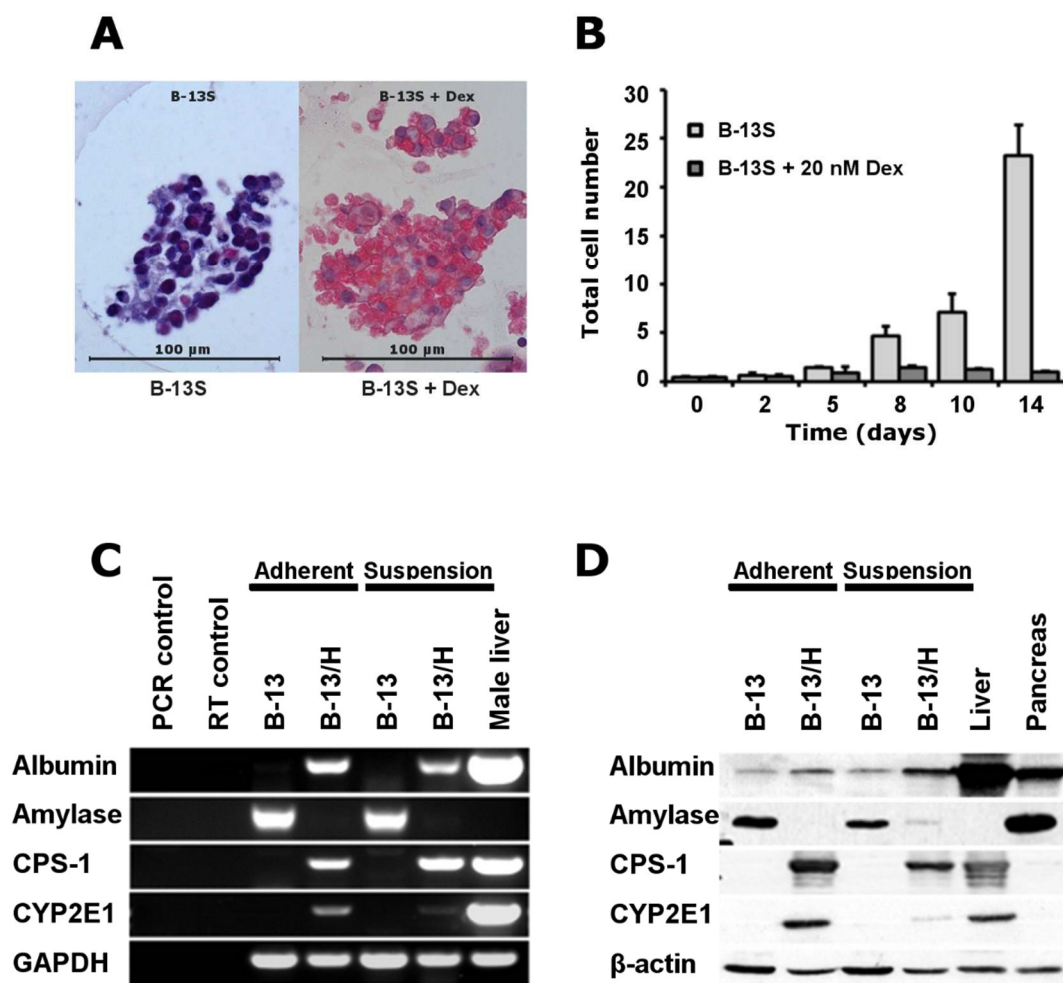 A
B-13S
B-13S + Dex
100 µm
100 µm
B-13S
B-13S + Dex
B
Total cell number
30
25
20
15
10
5
0
B-13S
B-13S + 20 nM Dex
0 2 5 8 10 14
Time (days)
C
Adherent Suspension
PCR control
RT control
B-13
B-13/H
B-13
B-13/H
Male liver
Albumin
Amylase
CPS-1
CYP2E1
GAPDH
D
Adherent Suspension
B-13
B-13/H
B-13
B-13/H
Liver
Pancreas
Albumin
Amylase
CPS-1
CYP2E1
β-actin